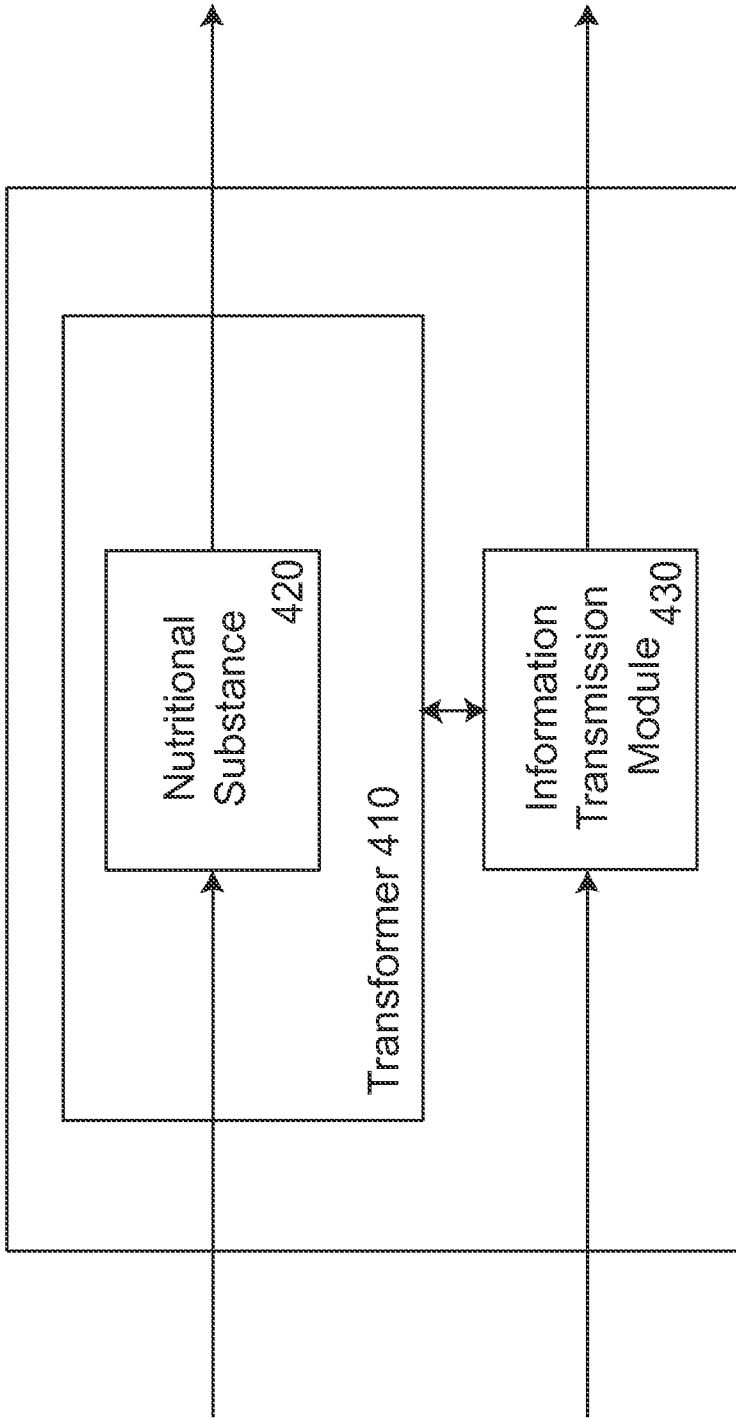 Nutritional
Substance
420
Transformer 410
Information
Transmission
Module 430